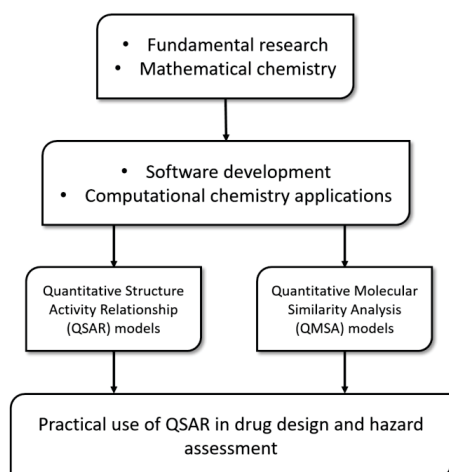 • Fundamental research
• Mathematical chemistry
• Software development
• Computational chemistry applications
Quantitative Structure
Activity Relationship
(QSAR) models
Quantitative Molecular
Similarity Analysis
(QMSA) models
Practical use of QSAR in drug design and hazard
assessment